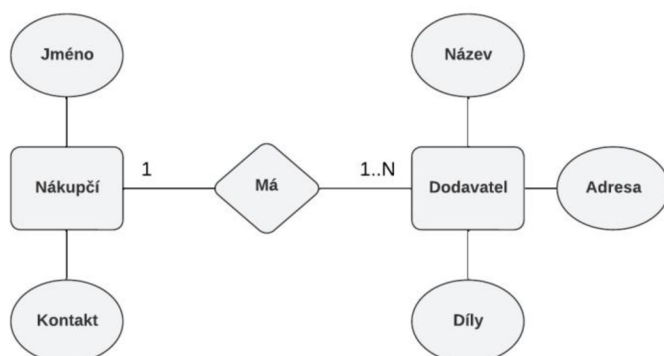 Jméno
Název
Nákupčí
1
Má
1..N
Dodavatel
Adresa
Kontakt
Díly